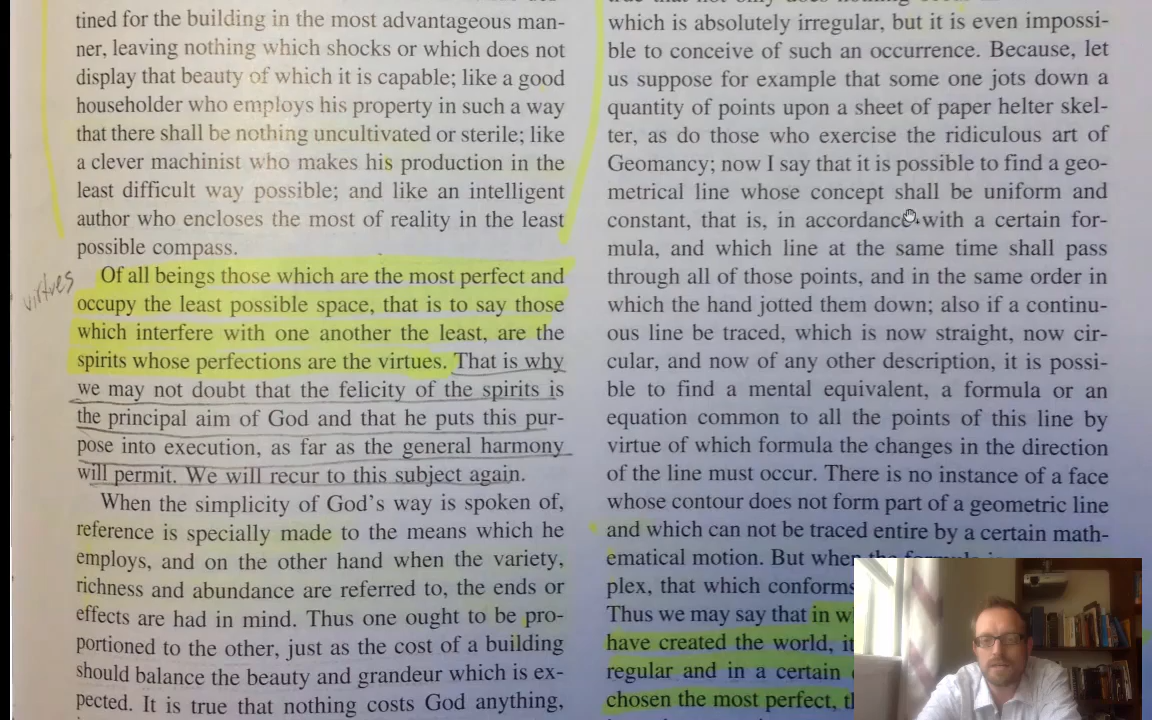 tined for the building in the most advantageous man-
ner, leaving nothing which shocks or which does not
display that beauty of which it is capable; like a good
householder who employs his property in such a way
that there shall be nothing uncultivated or sterile; like
a clever machinist who makes his production in the
least difficult way possible; and like an intelligent
author who encloses the most of reality in the least
possible compass.
virtues
Of all beings those which are the most perfect and
occupy the least possible space, that is to say those
which interfere with one another the least, are the
spirits whose perfections are the virtues. That is why
we may not doubt that the felicity of the spirits is
the principal aim of God and that he puts this pur-
pose into execution, as far as the general harmony
will permit. We will recur to this subject again.
When the simplicity of God's way is spoken of,
reference is specially made to the means which he
employs, and on the other hand when the variety,
richness and abundance are referred to, the ends or
effects are had in mind. Thus one ought to be pro-
portioned to the other, just as the cost of a building
should balance the beauty and grandeur which is ex-
pected. It is true that nothing costs God anything,
which is absolutely irregular, but it is even impossi-
ble to conceive of such an occurrence. Because, let
us suppose for example that some one jots down a
quantity of points upon a sheet of paper helter skel-
ter, as do those who exercise the ridiculous art of
Geomancy; now I say that it is possible to find a geo-
metrical line whose concept shall be uniform and
constant, that is, in accordance with a certain for-
mula, and which line at the same time shall pass
through all of those points, and in the same order in
which the hand jotted them down; also if a continu-
ous line be traced, which is now straight, now cir-
cular, and now of any other description, it is possi-
ble to find a mental equivalent, a formula or an
equation common to all the points of this line by
virtue of which formula the changes in the direction
of the line must occur. There is no instance of a face
whose contour does not form part of a geometric line
and which can not be traced entire by a certain math-
ematical motion. But when the formula is
plex, that which conforms
Thus we may say that in w
have created the world, it
regular and in a certain
chosen the most perfect, t